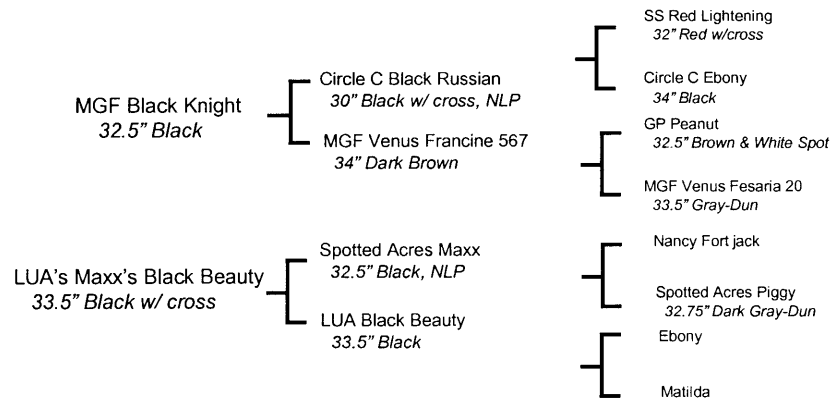 MGF Black Knight
32.5" Black
LUA's Maxx's Black Beauty
33.5" Black w/ cross
Circle C Black Russian
30" Black w/ cross, NLP
MGF Venus Francine 567
34" Dark Brown
Spotted Acres Maxx
32.5" Black, NLP
LUA Black Beauty
33.5" Black
SS Red Lightening
32" Red w/cross
Circle C Ebony
34" Black
GP Peanut
32.5" Brown & White Spot
MGF Venus Fesaria 20
33.5" Gray-Dun
Nancy Fort jack
Spotted Acres Piggy
32.75" Dark Gray-Dun
Ebony
Matilda